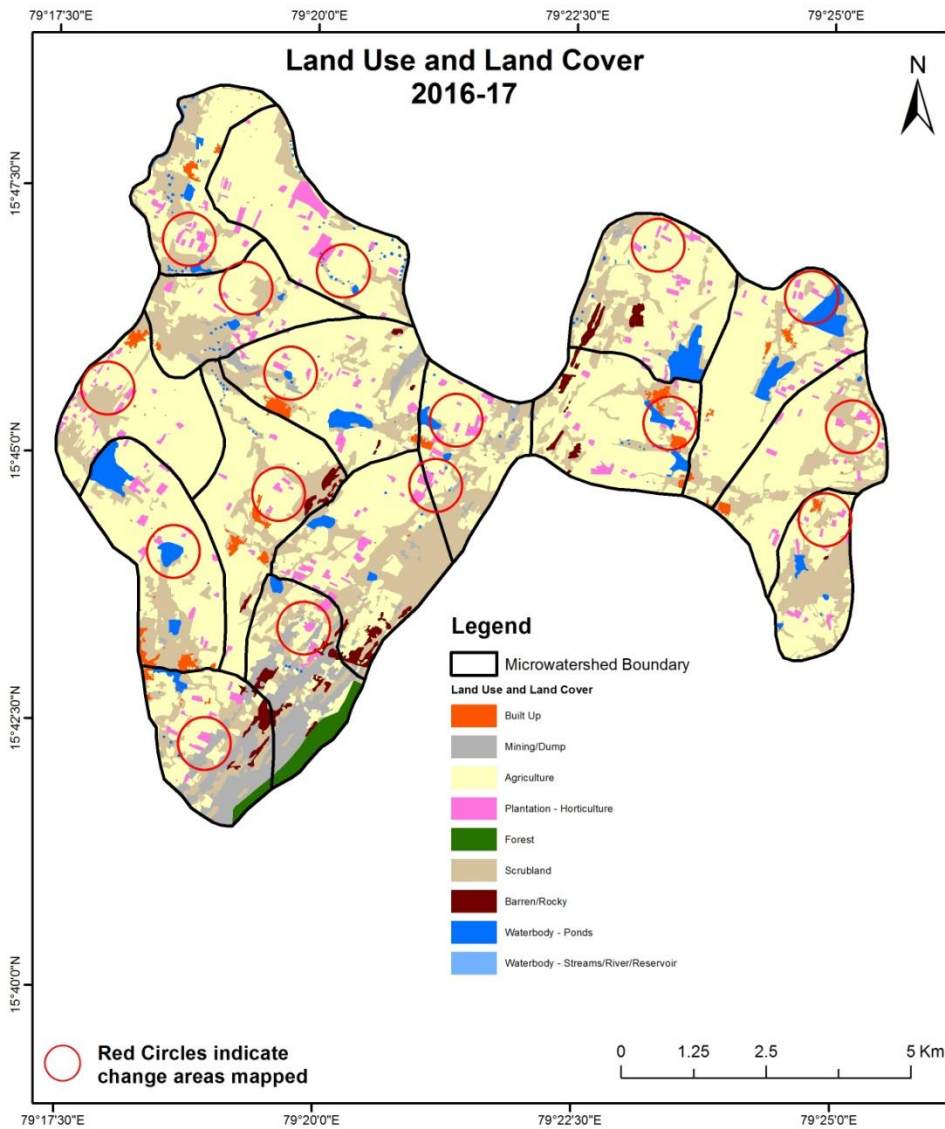 79°17'30"E 79°20'0"E 79°22'30"E 79°25'0"E
Land Use and Land Cover
2016-17
N
15°47'30"N
15°45'0"N
15°42'30"N
15°40'0"N
Legend
Microwatershed Boundary
Land Use and Land Cover
Built Up
Mining/Dump
Agriculture
Plantation - Horticulture
Forest
Scrubland
Barren/Rocky
Waterbody - Ponds
Waterbody - Streams/River/Reservoir
Red Circles indicate
change areas mapped
0 1.25 2.5 5 Km
79°17'30"E 79°20'0"E 79°22'30"E 79°25'0"E